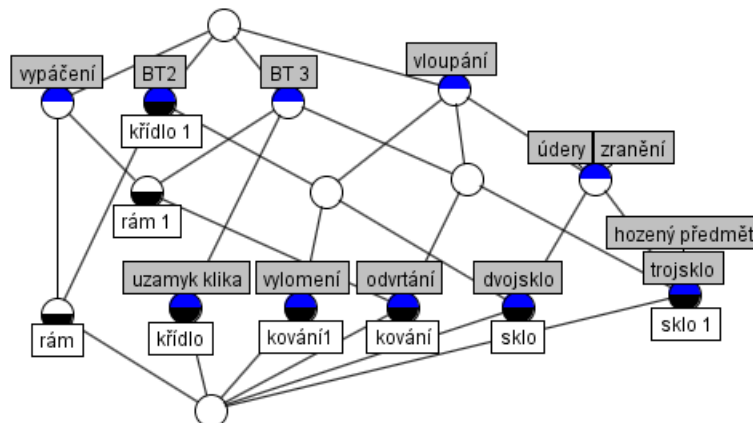 vloupání
vypáčení
BT2
BT 3
křídlo 1
údery
zranění
rám 1
hozený předmět
uzamyk klika
vylomení
odvrtání
dvojsklo
trojsklo
rám
křídlo
kování1
kování
sklo
sklo 1